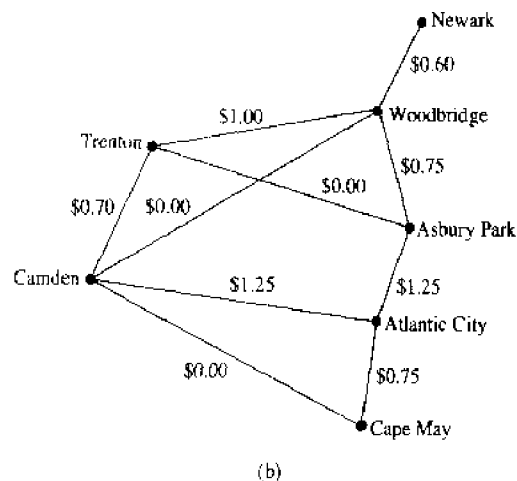 Newark
$0.60
$1.00
Woodbridge
Trenton
$0.75
$0.70
$0.00
$0.00
Asbury Park
Camden
$1.25
$1.25
Atlantic City
$0.00
$0.75
Cape May
(b)